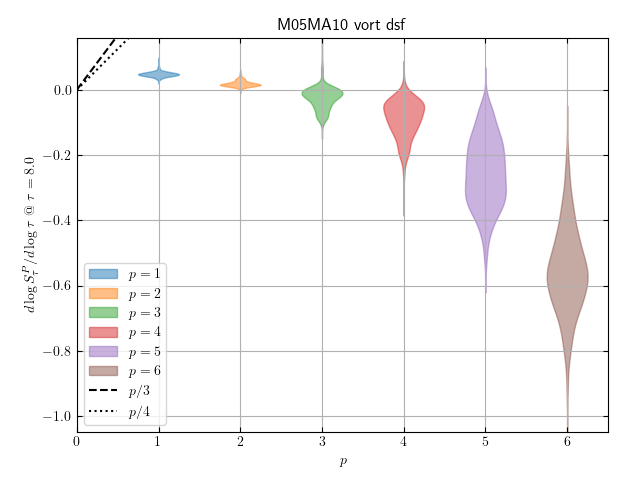 M05MA10 vort dsf
d log S_τ^P / d log τ @ τ = 8.0
0.0
−0.2
−0.4
−0.6
−0.8
−1.0
p = 1
p = 2
p = 3
p = 4
p = 5
p = 6
p/3
p/4
0 1 2 3 4 5 6
p